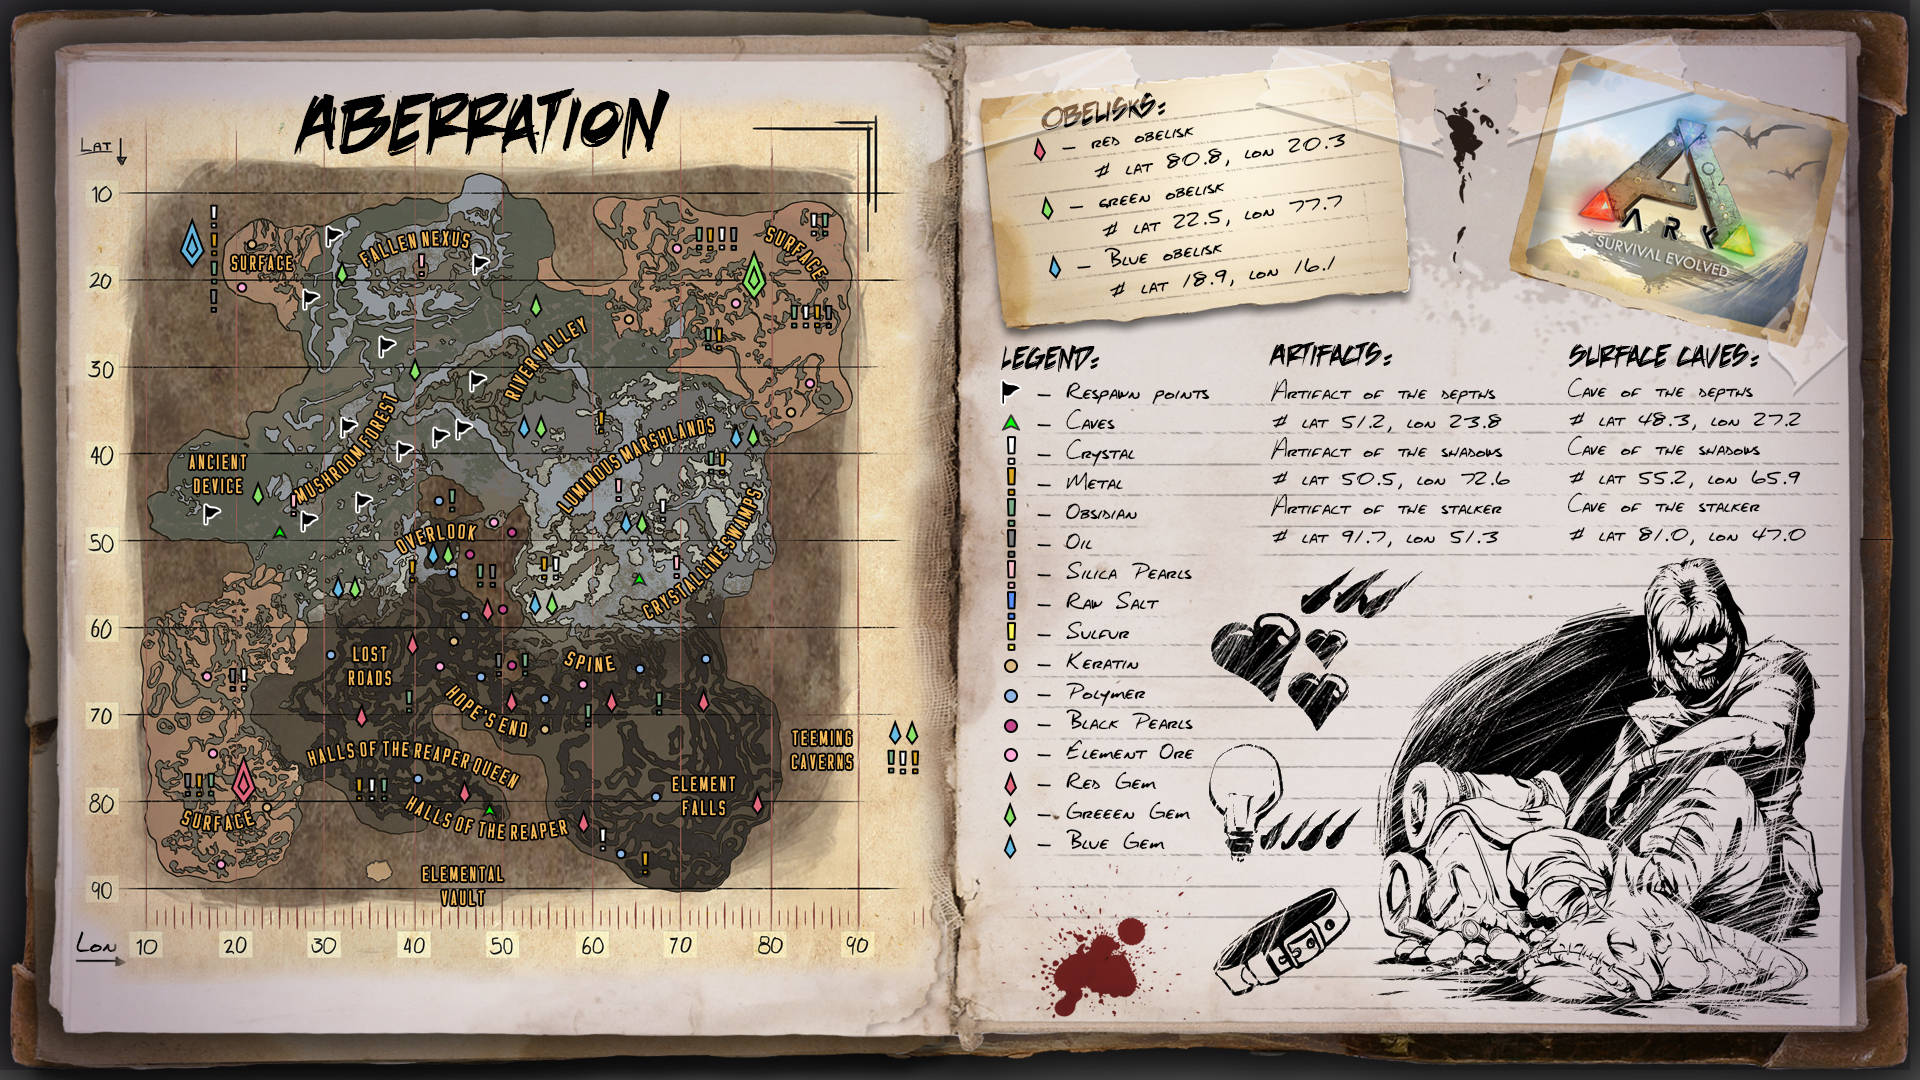 ABERRATION
LAT
10
20
30
40
50
60
70
80
90
LON
10 20 30 40 50 60 70 80 90
SURFACE
FALLEN NEXUS
SURFACE
RIVER VALLEY
MUSHROOM FOREST
LUMINOUS MARSHLANDS
ANCIENT
DEVICE
OVERLOOK
CRYSTALLINE SWAMPS
LOST
ROADS
SPINE
HOPE'S END
HALLS OF THE REAPER QUEEN
TEEMING
CAVERNS
ELEMENT
FALLS
HALLS OF THE REAPER
SURFACE
ELEMENTAL
VAULT
OBELISKS:
– RED OBELISK
# LAT 80.8, LON 20.3
– GREEN OBELISK
# LAT 22.5, LON 77.7
– BLUE OBELISK
# LAT 18.9, LON 16.1
ARK
SURVIVAL EVOLVED
LEGEND:
– RESPAWN POINTS
– CAVES
– CRYSTAL
– METAL
– OBSIDIAN
– OIL
– SILICA PEARLS
– RAW SALT
– SULFUR
– KERATIN
– POLYMER
– BLACK PEARLS
– ELEMENT ORE
– RED GEM
– GREEEN GEM
– BLUE GEM
ARTIFACTS:
ARTIFACT OF THE DEPTHS
# LAT 51.2, LON 23.8
ARTIFACT OF THE SHADOWS
# LAT 50.5, LON 72.6
ARTIFACT OF THE STALKER
# LAT 91.7, LON 51.3
SURFACE CAVES:
CAVE OF THE DEPTHS
# LAT 48.3, LON 27.2
CAVE OF THE SHADOWS
# LAT 55.2, LON 65.9
CAVE OF THE STALKER
# LAT 81.0, LON 47.0